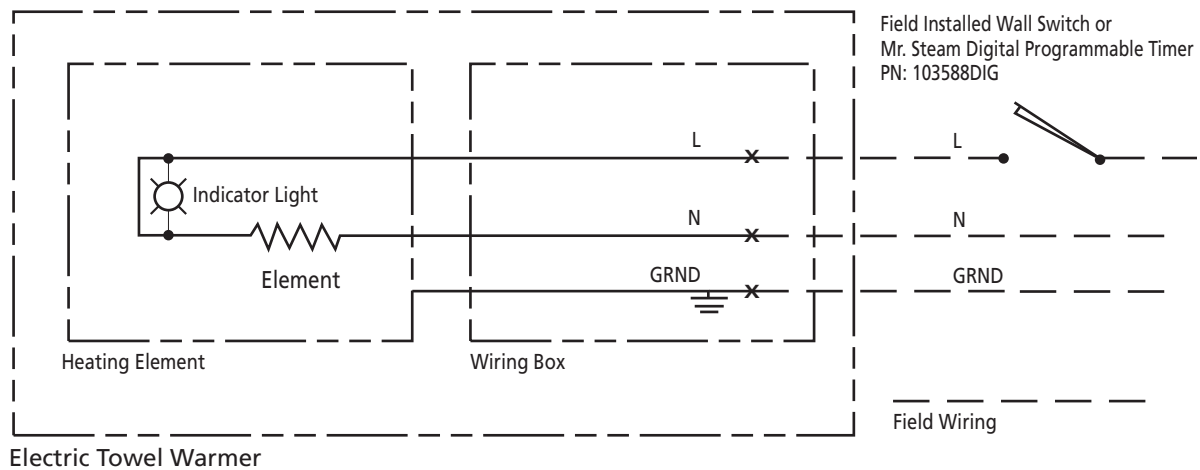 Field Installed Wall Switch or
Mr. Steam Digital Programmable Timer
PN: 103588DIG
L
L
Indicator Light
N
N
Element
GRND
GRND
Heating Element
Wiring Box
Field Wiring
Electric Towel Warmer